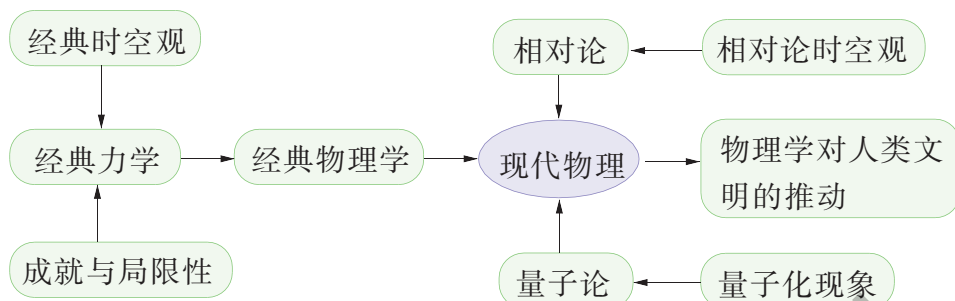 经典时空观
相对论
相对论时空观
经典力学
经典物理学
现代物理
物理学对人类文
明的推动
成就与局限性
量子论
量子化现象